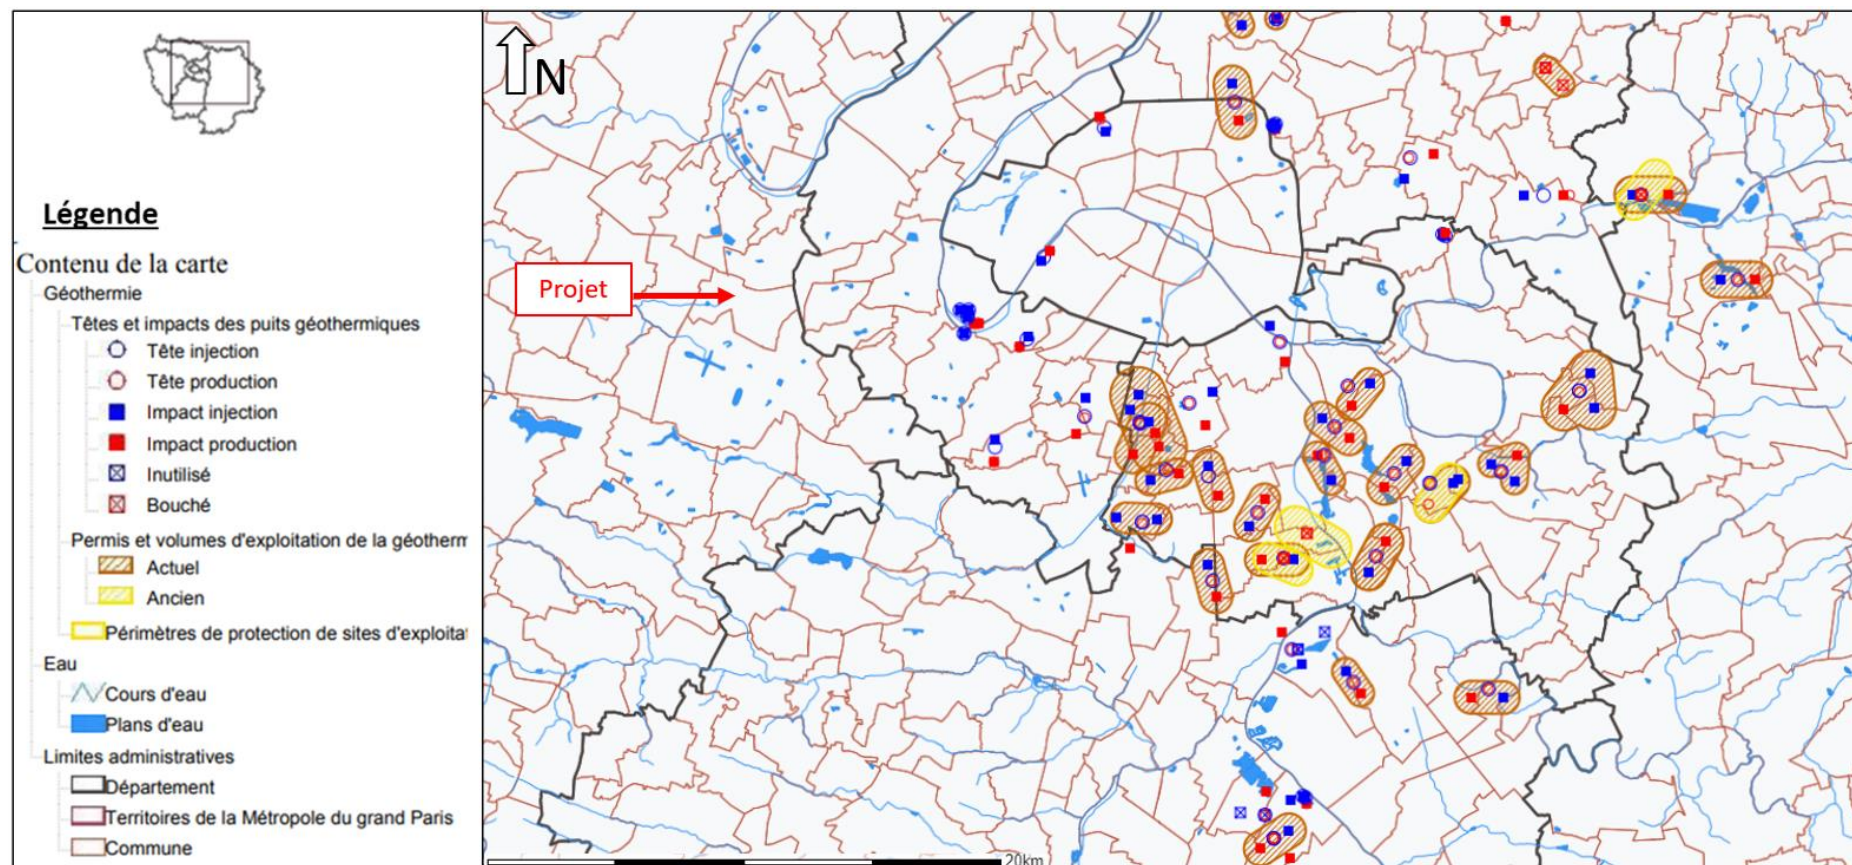 Légende
Contenu de la carte
Géothermie
Têtes et impacts des puits géothermiques
Tête injection
Tête production
Impact injection
Impact production
Inutilisé
Bouché
Permis et volumes d'exploitation de la géotherm
Actuel
Ancien
Périmètres de protection de sites d'exploita
Eau
Cours d'eau
Plans d'eau
Limites administratives
Département
Territoires de la Métropole du grand Paris
Commune
N
Projet
20km